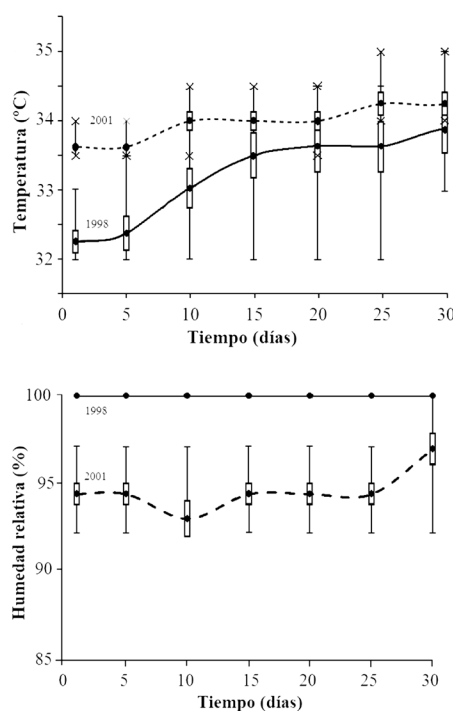 35
34
33
32
Temperatura (°C)
2001
1998
0 5 10 15 20 25 30
Tiempo (días)
100
95
90
85
Humedad relativa (%)
1998
2001
0 5 10 15 20 25 30
Tiempo (días)